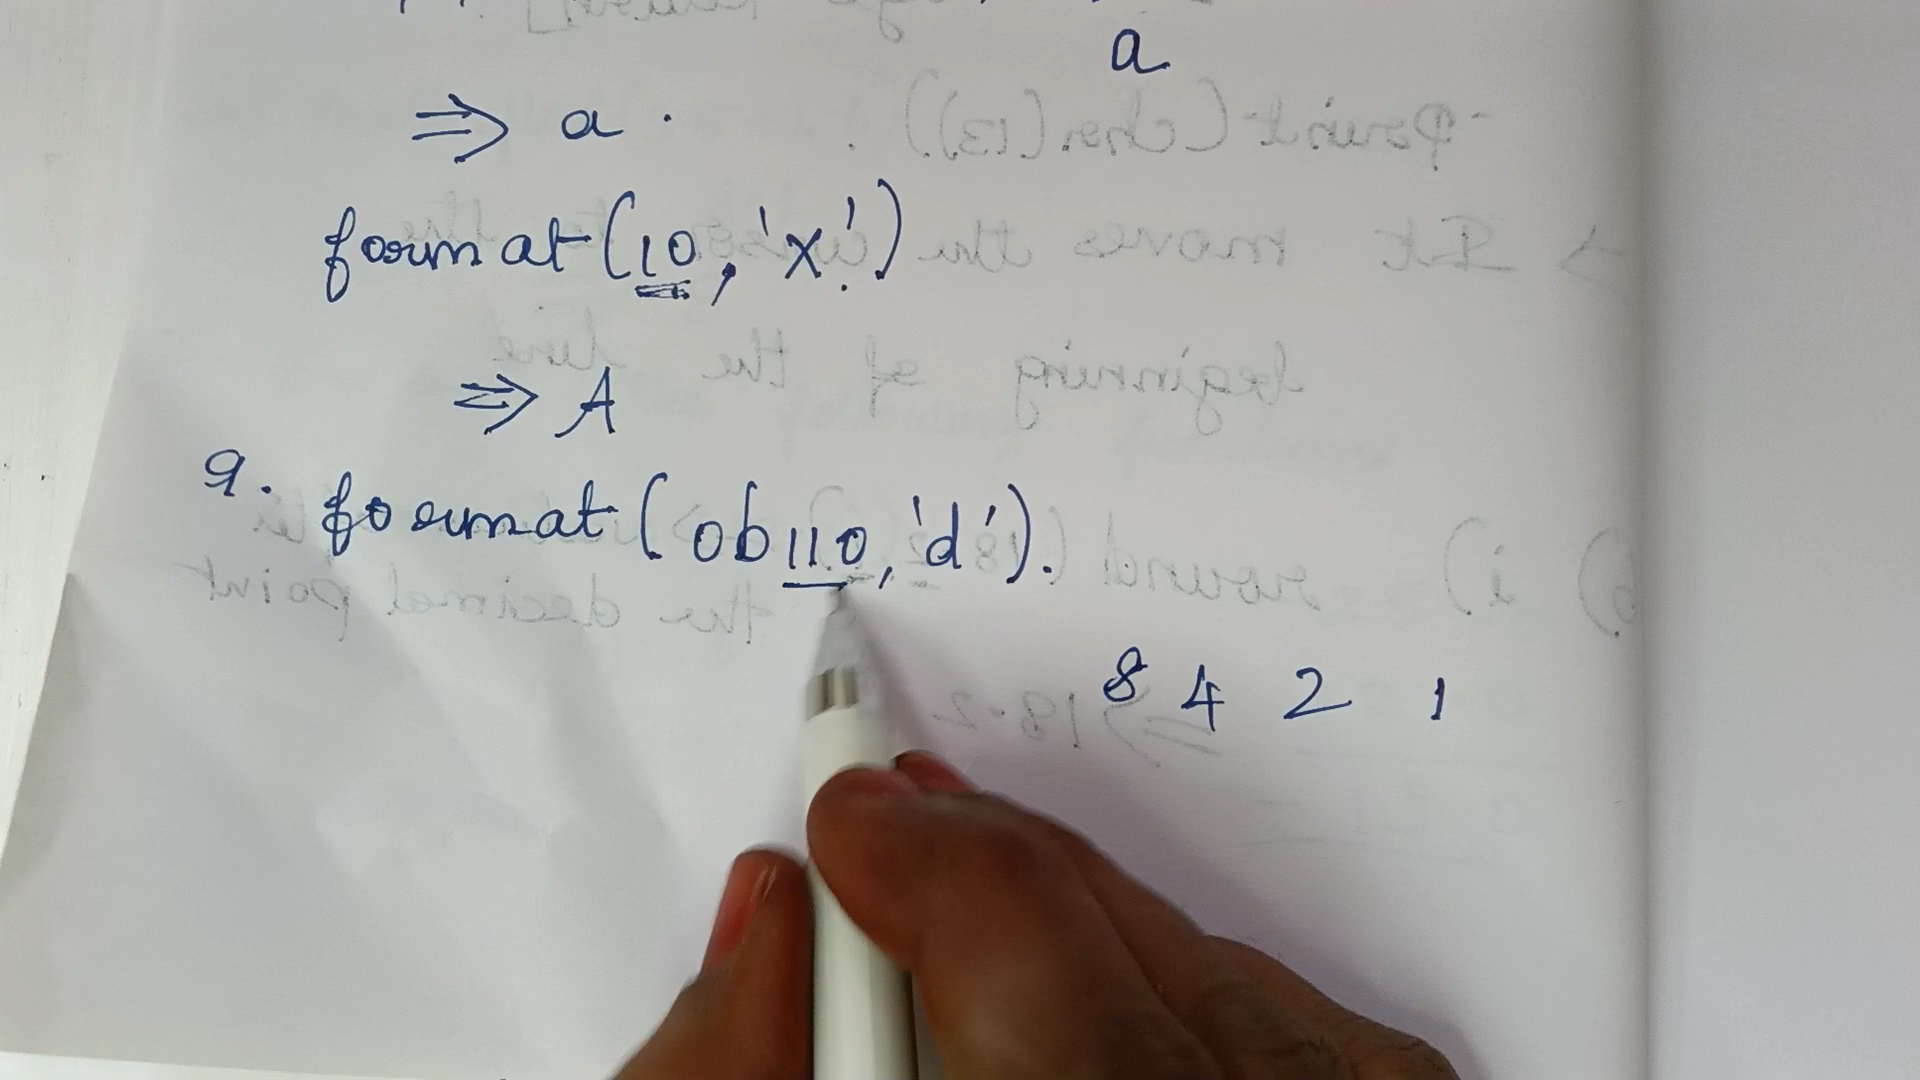 a
⇒ a.
format(10, 'X')
⇒ A
9. format(0b110, 'd').
8 4 2 1